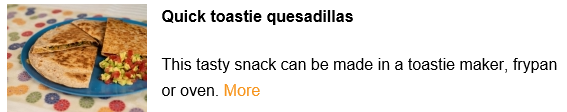 Quick toastie quesadillas
This tasty snack can be made in a toastie maker, frypan
or oven. More